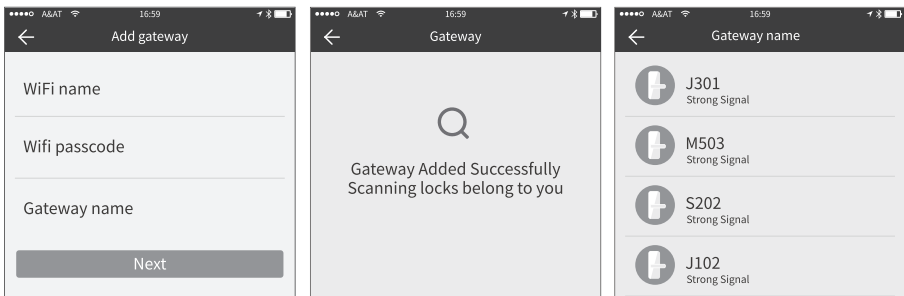 A&AT 16:59
Add gateway
WiFi name
Wifi passcode
Gateway name
Next
A&AT 16:59
Gateway
Gateway Added Successfully
Scanning locks belong to you
A&AT 16:59
Gateway name
J301
Strong Signal
M503
Strong Signal
S202
Strong Signal
J102
Strong Signal